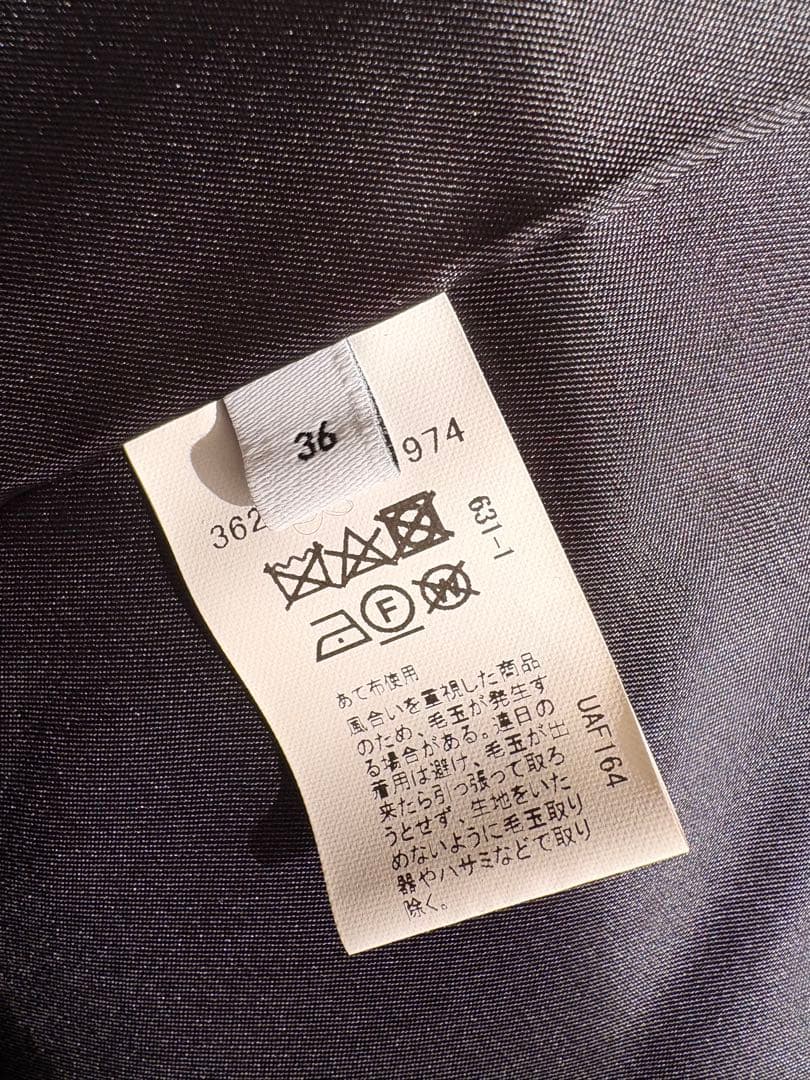 36
362
974
631-1
F
W
あて布使用
風合いを重視した商品
のため、毛玉が発生す
る場合がある。連日の
着用は避け、毛玉が出
来たら引っ張って取ろ
うとせず、生地をいた
めないように毛玉取り
器やハサミなどで取り
除く。
UAF164